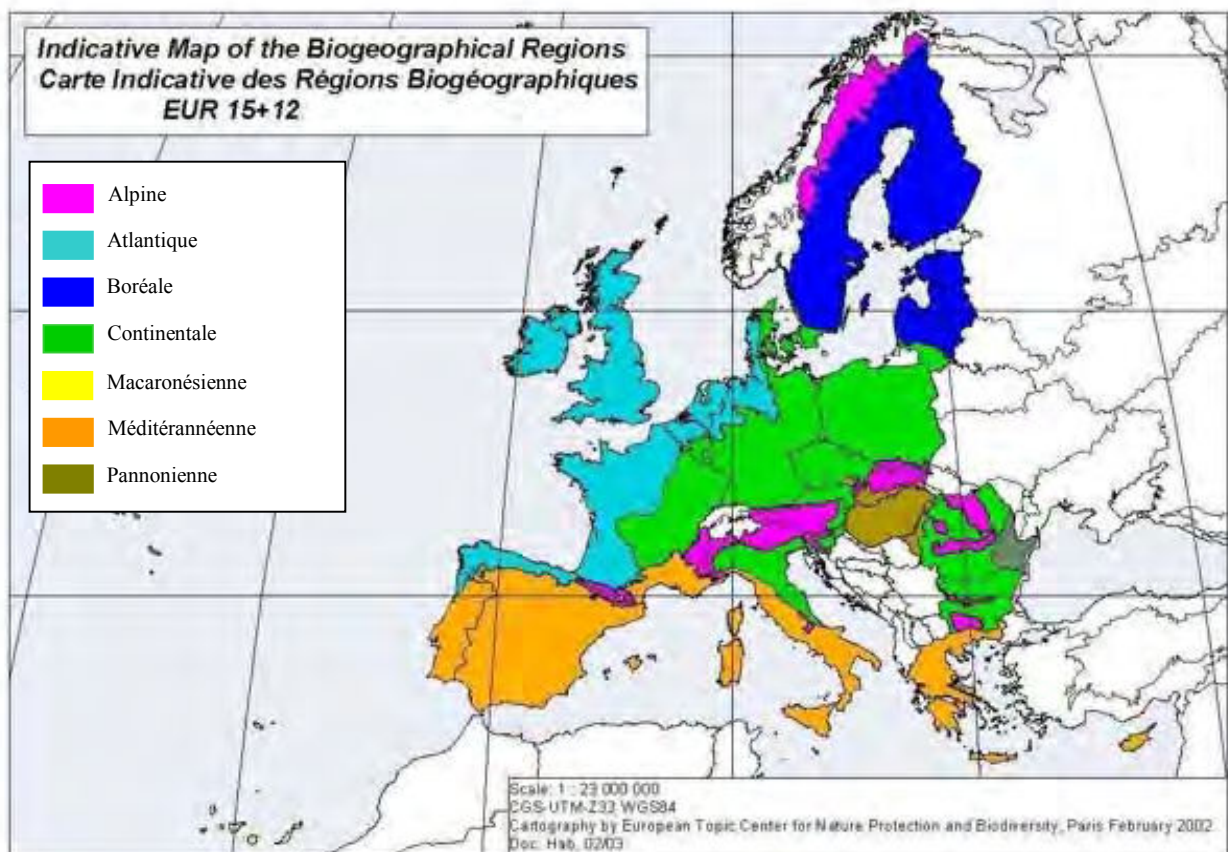 Indicative Map of the Biogeographical Regions
Carte Indicative des Régions Biogéographiques
EUR 15+12
Alpine
Atlantique
Boréale
Continentale
Macaronésienne
Méditérannéenne
Pannonienne
Scale: 1 : 23 000 000
CGS-UTM-Z33 WGS84
Cartography by European Topic Center for Nature Protection and Biodiversity, Paris February 2002
Doc. Hab. 02/03